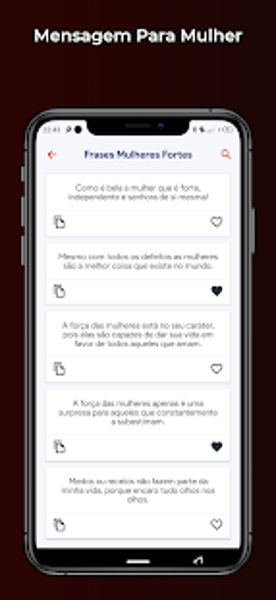 Mensagem Para Mulher
22:43
Frases Mulheres Fortes
Como é bela a mulher que é forte,
independente e senhora de si mesma!
Mesmo com todos os defeitos as mulheres
são a melhor coisa que existe no mundo.
A força das mulheres está no seu caráter,
pois elas são capazes de dar sua vida em
favor de todos aqueles que amam.
A força das mulheres apenas é uma
surpresa para aqueles que constantemente
a subestimam.
Medos ou receios não fazem parte da
minha vida, porque encaro tudo olhos nos
olhos.